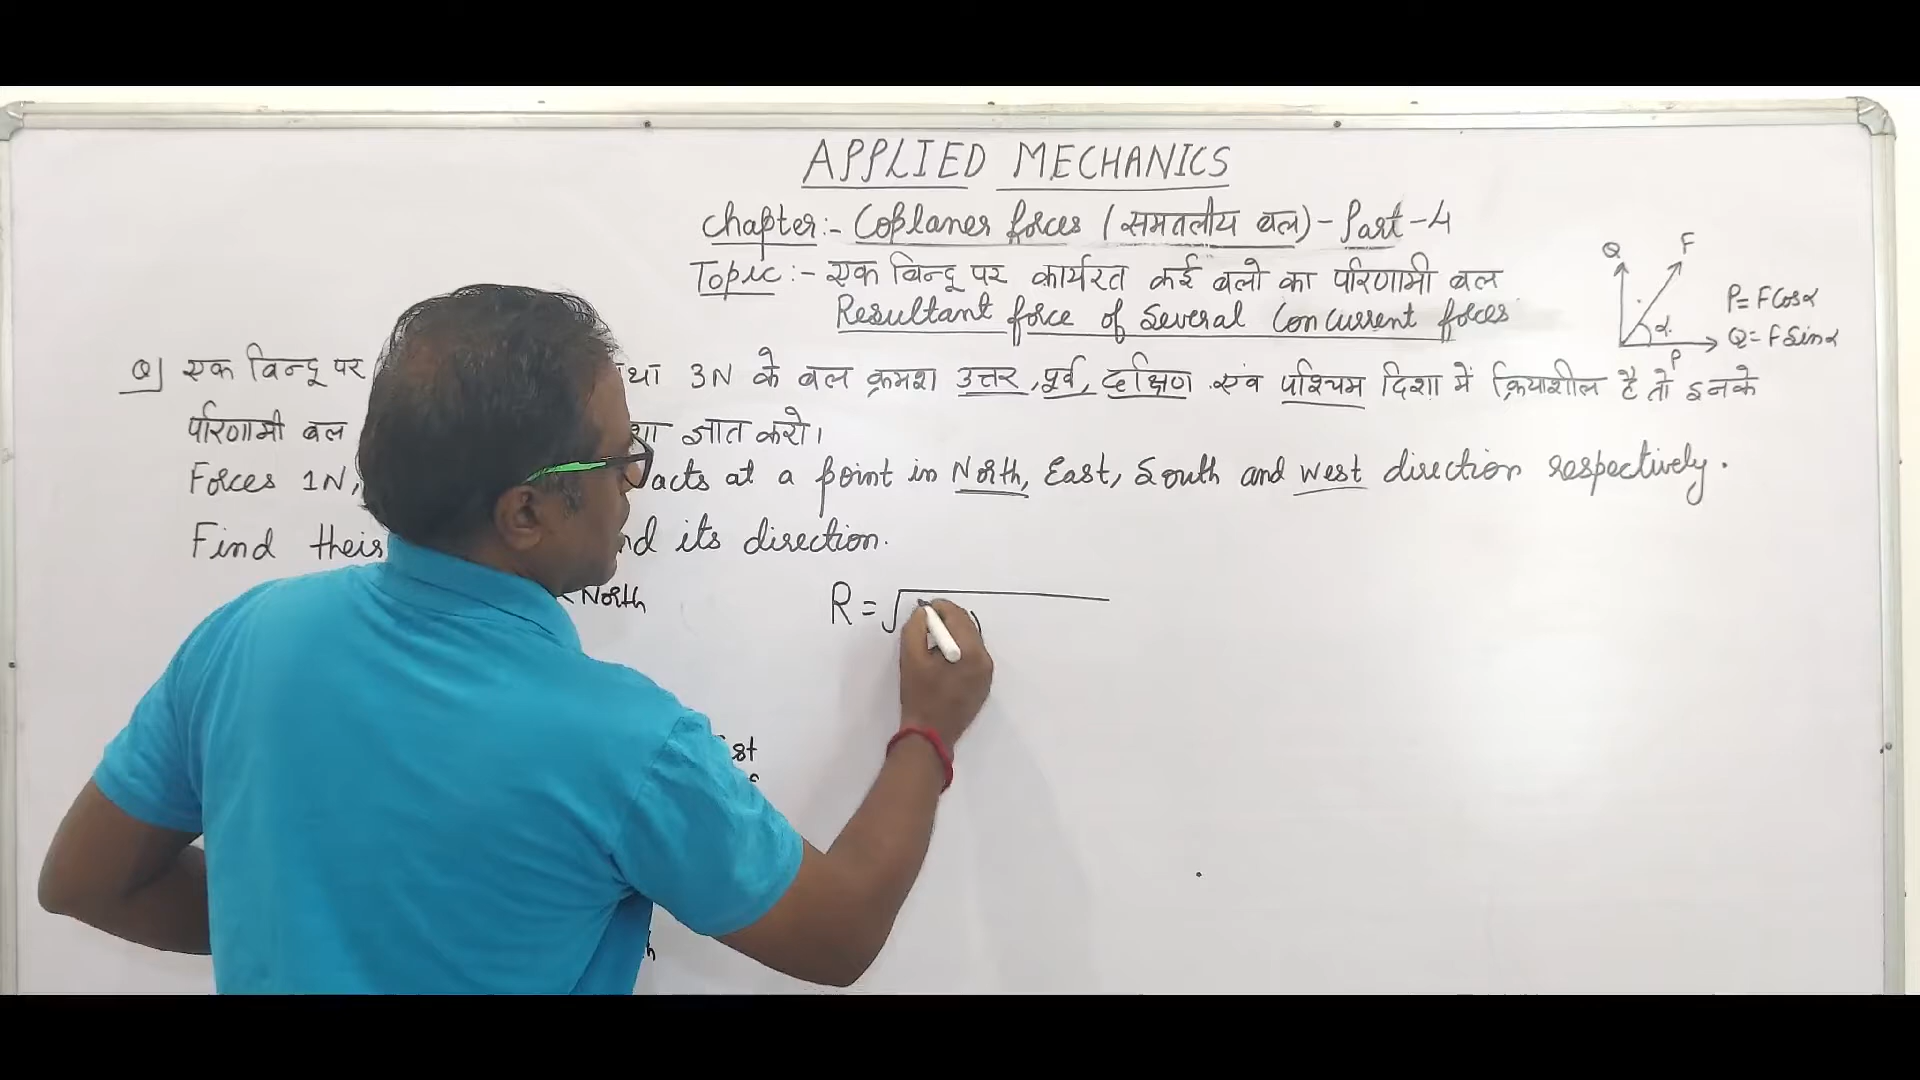 APPLIED MECHANICS
Chapter:- Coplaner forces (समतलीय बल) - Part - 4
Topic :- एक बिन्दू पर कार्यरत कई बलो का परिणामी बल
Resultant force of Several Concurrent forces
Q F
P= Fcosα
α
Q= Fsinα
P
Q] एक बिन्दू पर 3N के बल क्रमश उत्तर, पूर्व, दक्षिण एवं पश्चिम दिशा में क्रियाशील है तो इनके
परिणामी बल ज्ञात करो।
Forces 1N, acts at a point in North, East, South and West direction respectively.
Find their its direction.
North
R = √